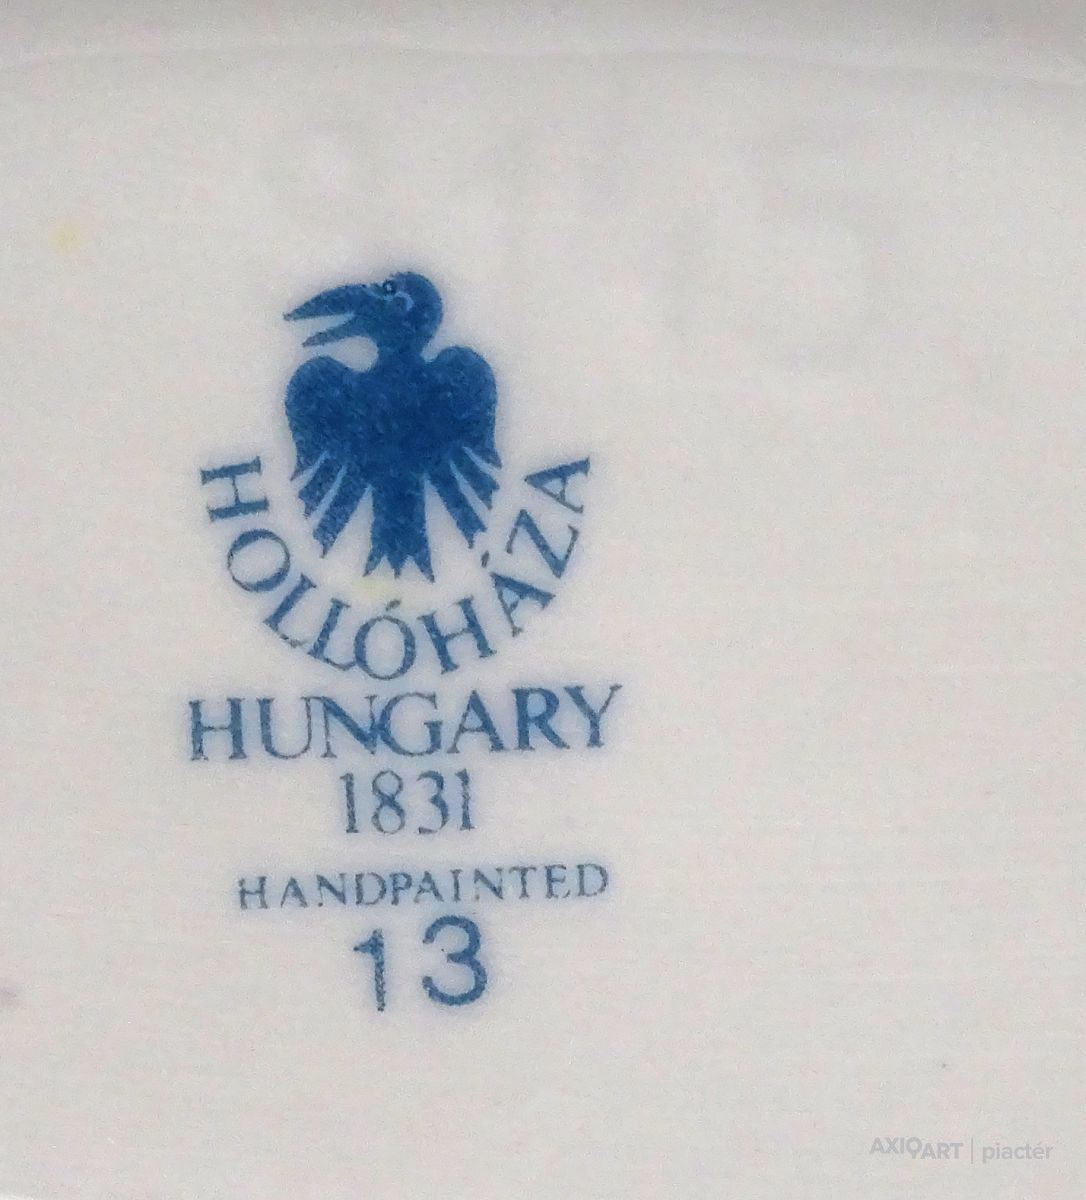 HOLLÓHÁZA
HUNGARY
1831
HANDPAINTED
13
AXIOART | piactér